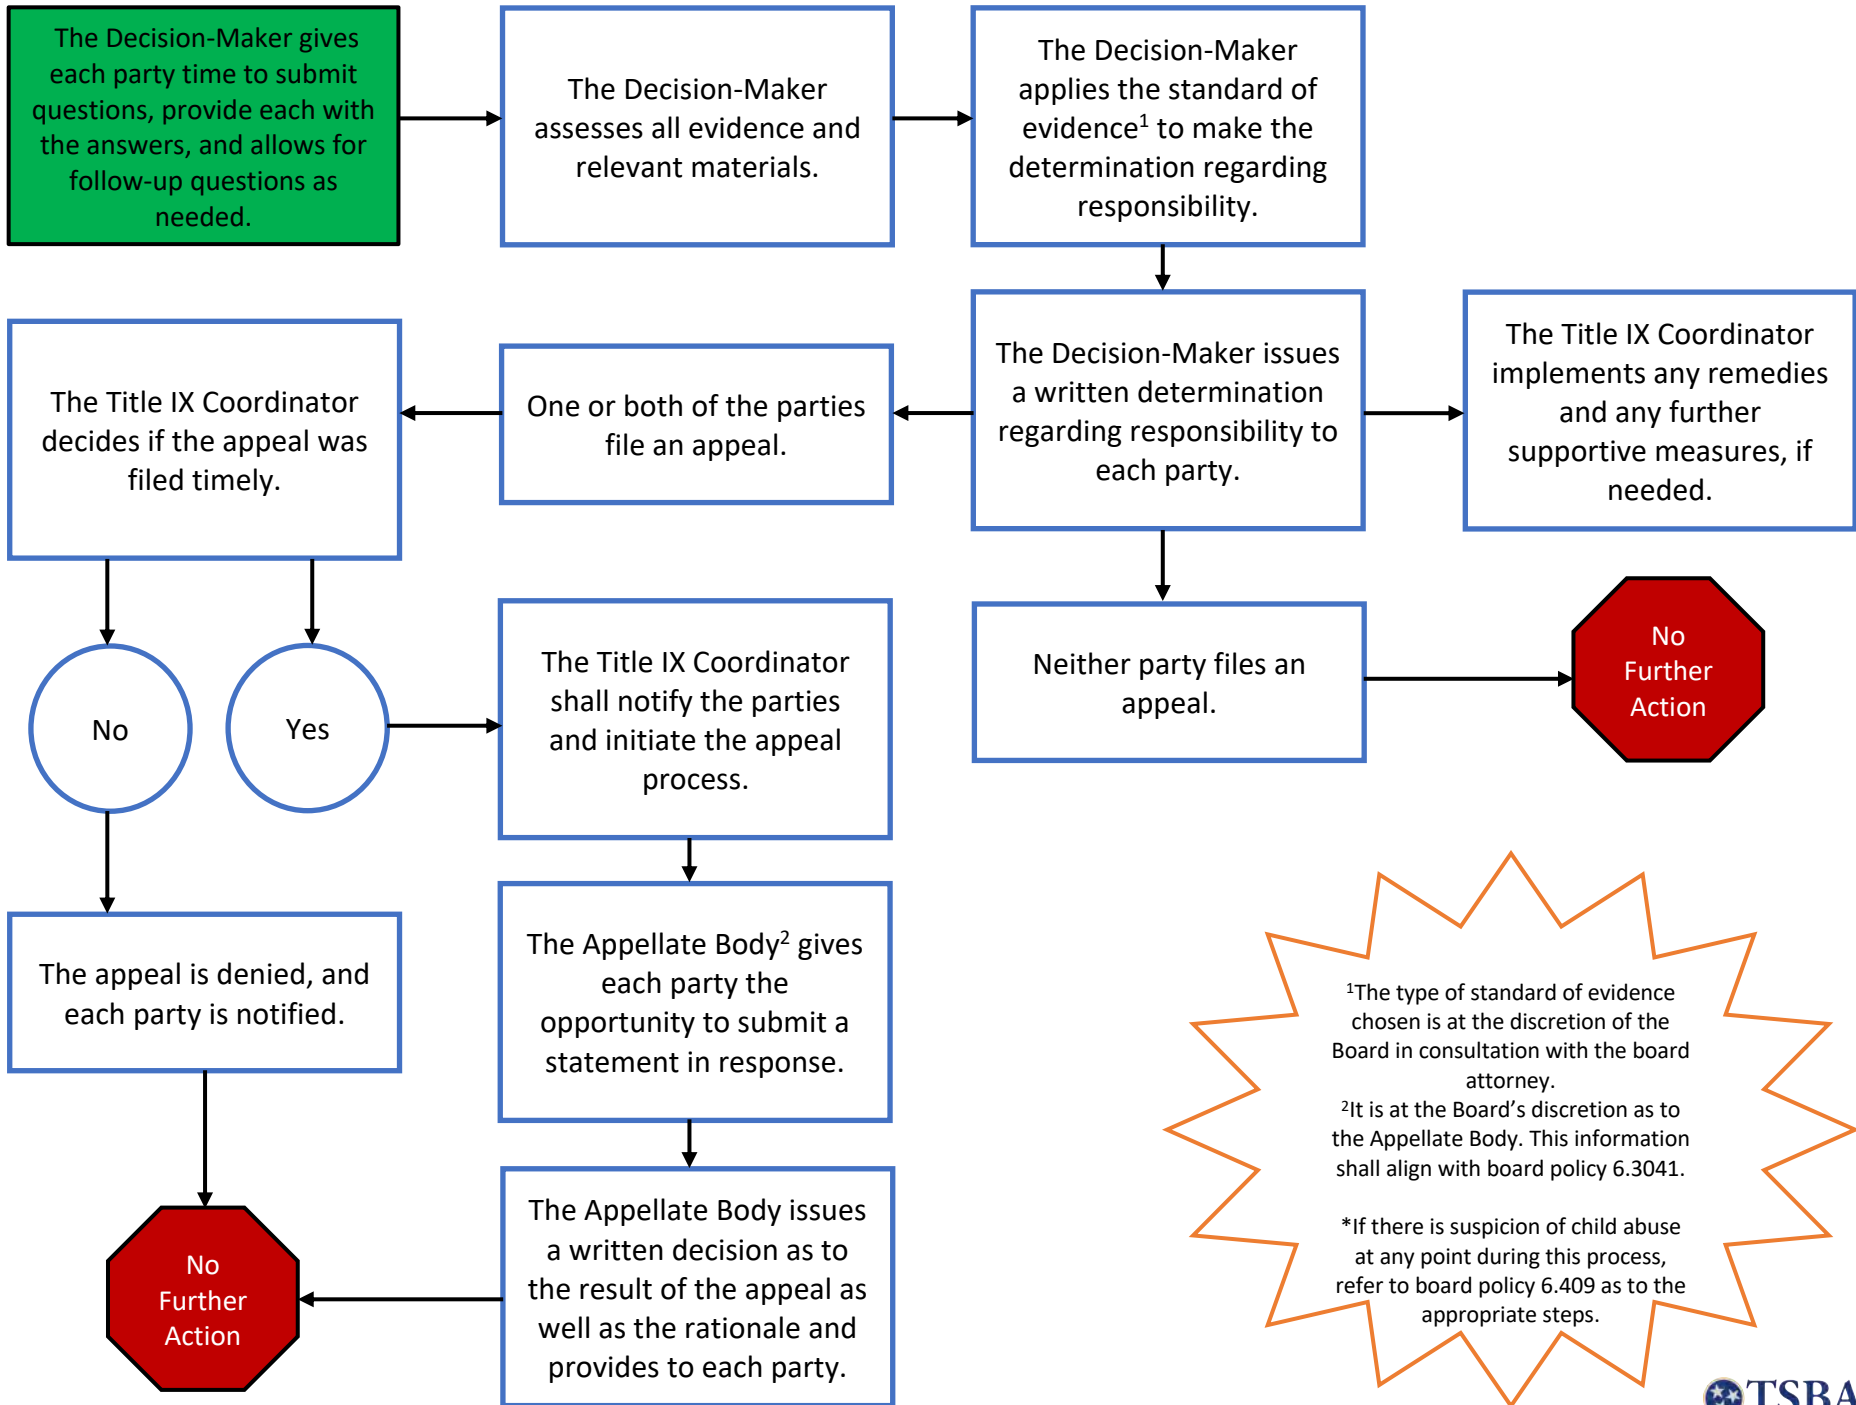 The Decision-Maker gives
each party time to submit
questions, provide each with
the answers, and allows for
follow-up questions as
needed.
The Decision-Maker
assesses all evidence and
relevant materials.
The Decision-Maker
applies the standard of
evidence¹ to make the
determination regarding
responsibility.
The Title IX Coordinator
decides if the appeal was
filed timely.
One or both of the parties
file an appeal.
The Decision-Maker issues
a written determination
regarding responsibility to
each party.
The Title IX Coordinator
implements any remedies
and any further
supportive measures, if
needed.
No
Yes
The Title IX Coordinator
shall notify the parties
and initiate the appeal
process.
Neither party files an
appeal.
No
Further
Action
The appeal is denied, and
each party is notified.
The Appellate Body² gives
each party the
opportunity to submit a
statement in response.
No
Further
Action
The Appellate Body issues
a written decision as to
the result of the appeal as
well as the rationale and
provides to each party.
¹The type of standard of evidence
chosen is at the discretion of the
Board in consultation with the board
attorney.
²It is at the Board’s discretion as to
the Appellate Body. This information
shall align with board policy 6.3041.
*If there is suspicion of child abuse
at any point during this process,
refer to board policy 6.409 as to the
appropriate steps.
TSBA